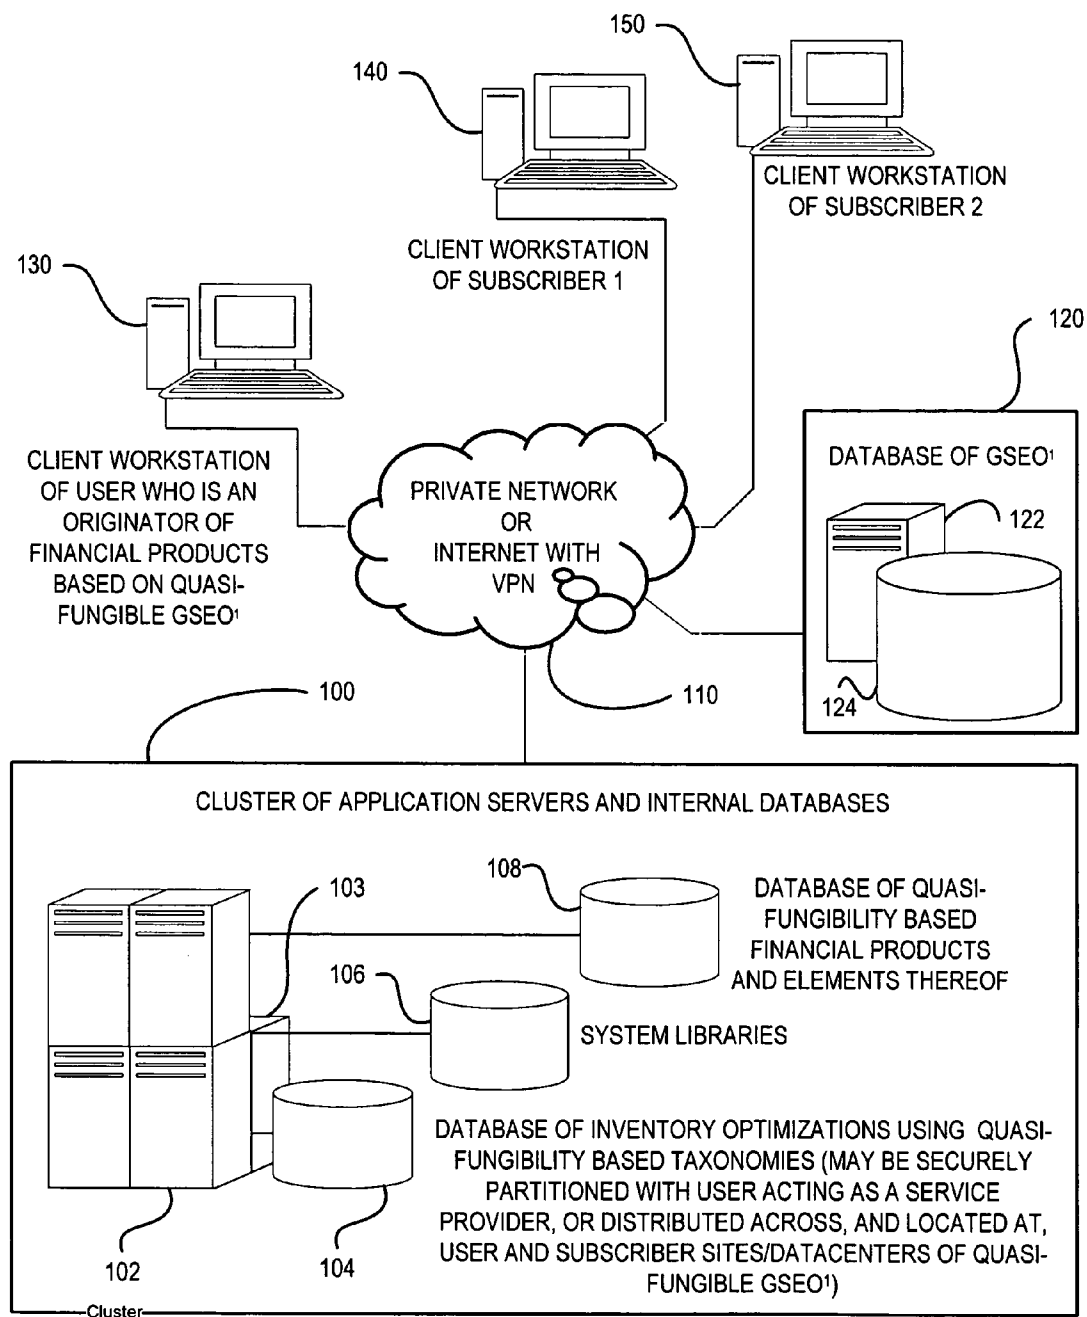 150
140
CLIENT WORKSTATION
OF SUBSCRIBER 2
CLIENT WORKSTATION
OF SUBSCRIBER 1
130
120
CLIENT WORKSTATION
OF USER WHO IS AN
ORIGINATOR OF
FINANCIAL PRODUCTS
BASED ON QUASI-
FUNGIBLE GSEO¹
PRIVATE NETWORK
OR
INTERNET WITH
VPN
DATABASE OF GSEO¹
122
124
110
100
CLUSTER OF APPLICATION SERVERS AND INTERNAL DATABASES
108
103
DATABASE OF QUASI-
FUNGIBILITY BASED
FINANCIAL PRODUCTS
AND ELEMENTS THEREOF
106
SYSTEM LIBRARIES
DATABASE OF INVENTORY OPTIMIZATIONS USING QUASI-
FUNGIBILITY BASED TAXONOMIES (MAY BE SECURELY
PARTITIONED WITH USER ACTING AS A SERVICE
PROVIDER, OR DISTRIBUTED ACROSS, AND LOCATED AT,
USER AND SUBSCRIBER SITES/DATACENTERS OF QUASI-
FUNGIBLE GSEO¹)
102
104
Cluster